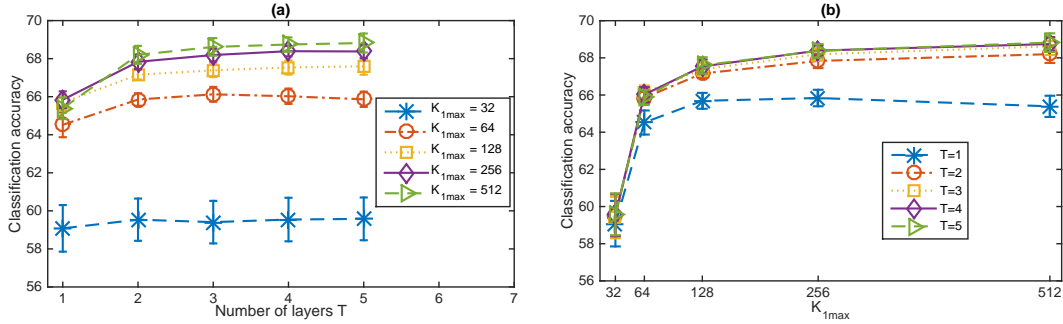 (a)
Classification accuracy
70
68
66
64
62
60
58
56
1 2 3 4 5 6 7
Number of layers T
K1max = 32
K1max = 64
K1max = 128
K1max = 256
K1max = 512
(b)
Classification accuracy
70
68
66
64
62
60
58
56
32 64 128 256 512
K1max
T=1
T=2
T=3
T=4
T=5